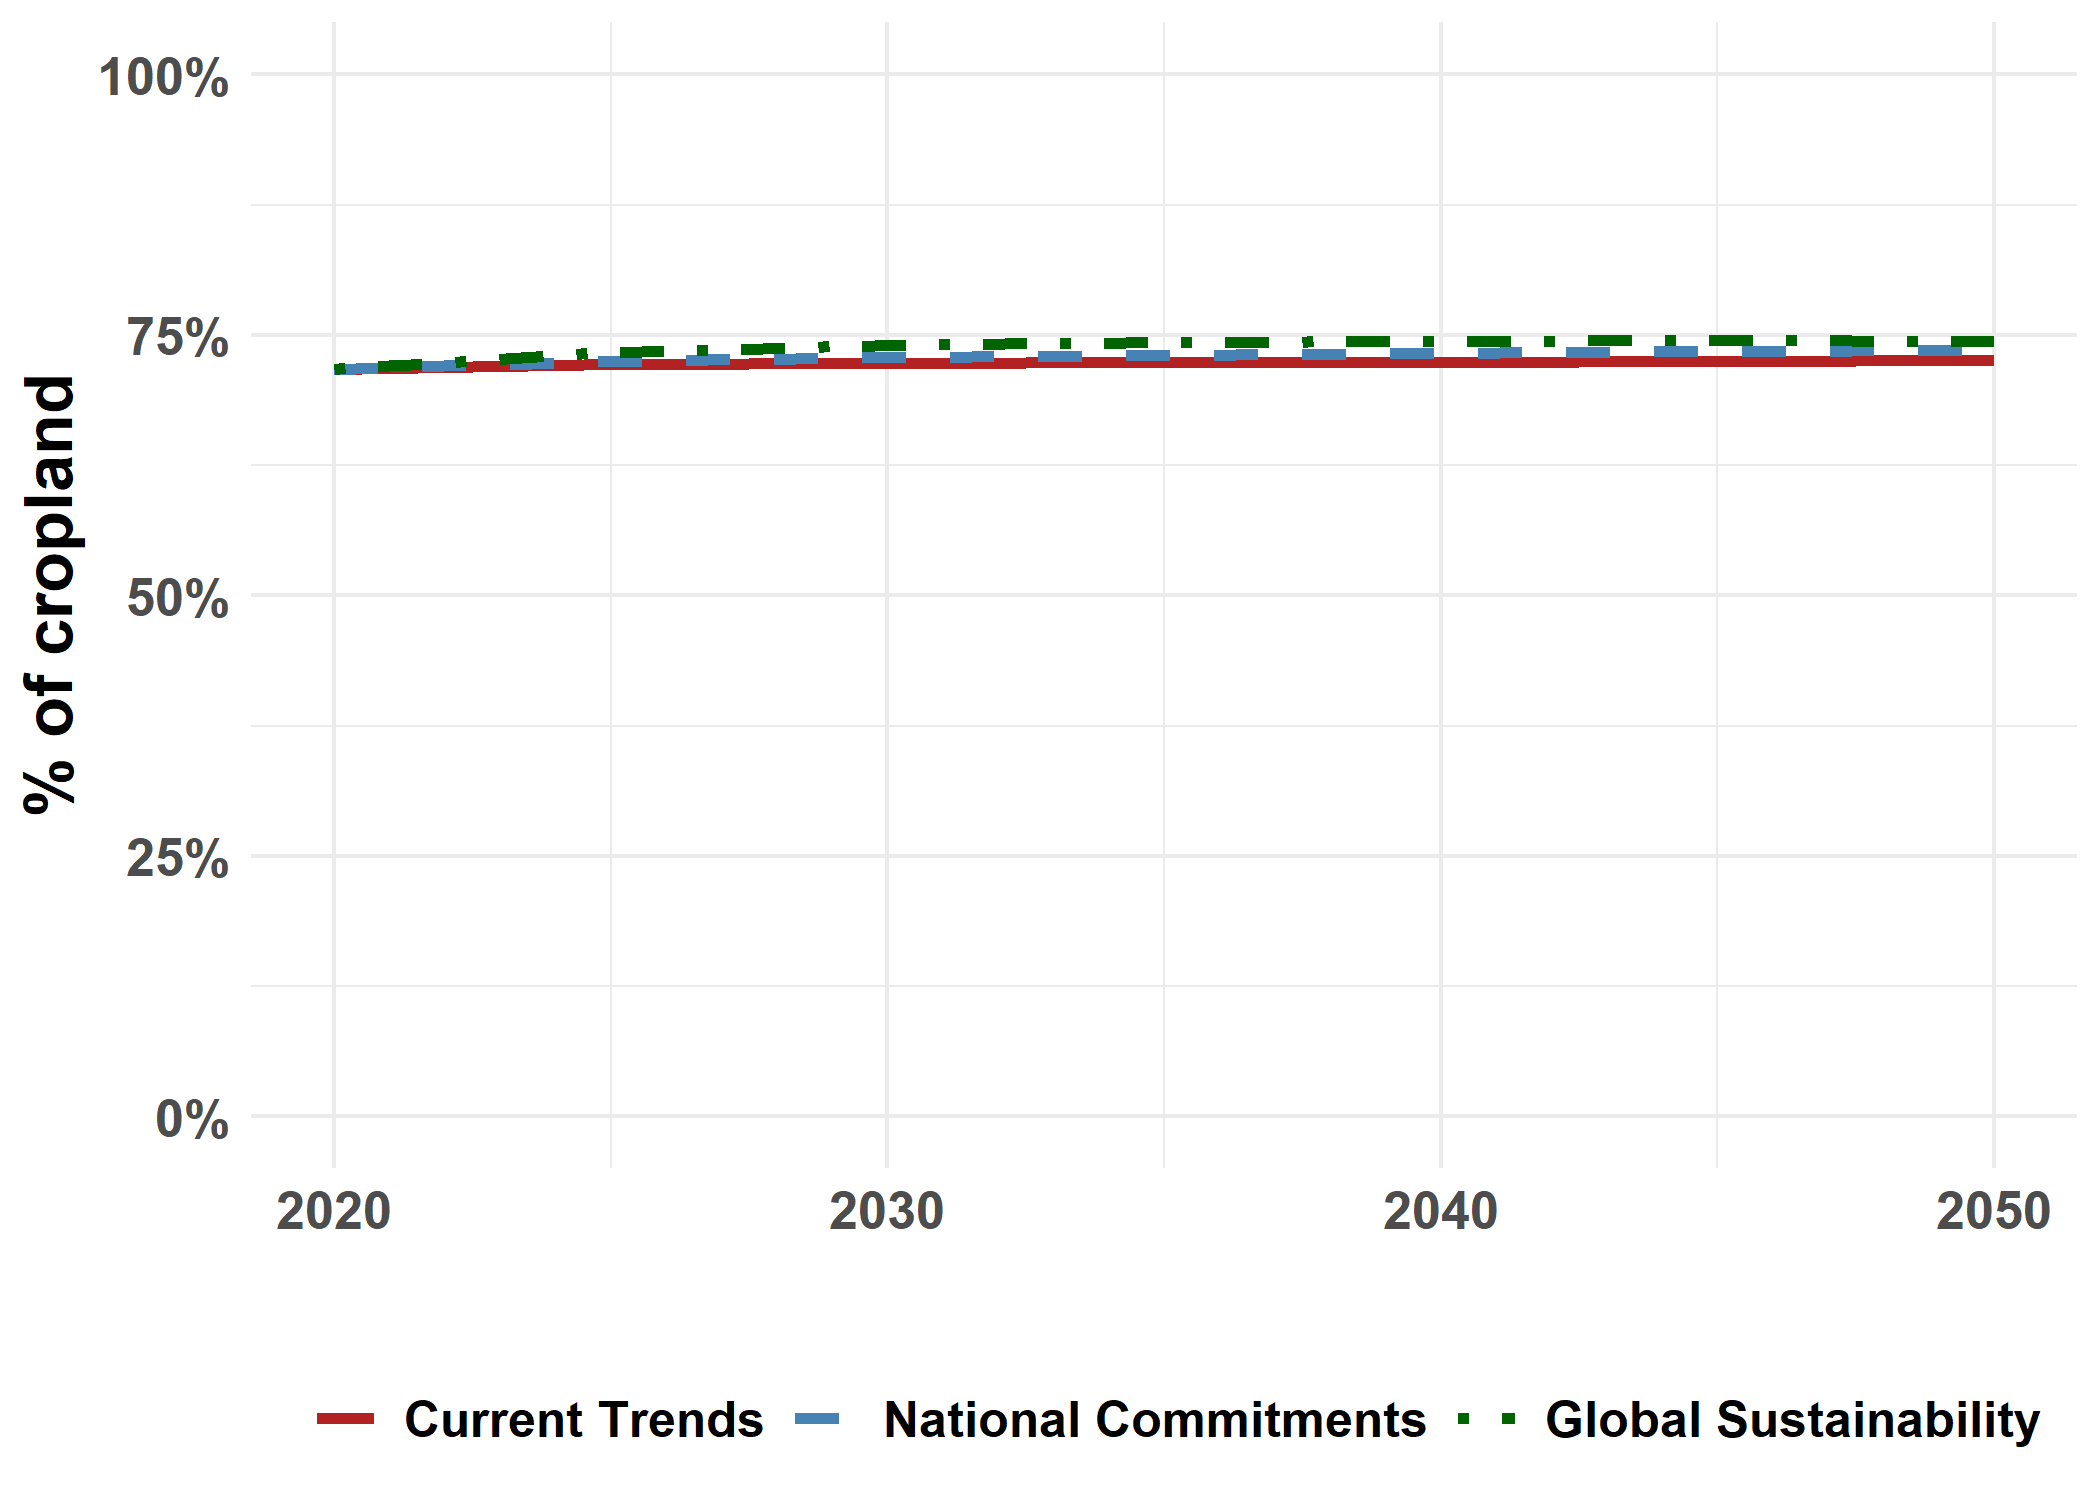 100%
75%
50%
25%
0%
% of cropland
2020 2030 2040 2050
Current Trends National Commitments Global Sustainability